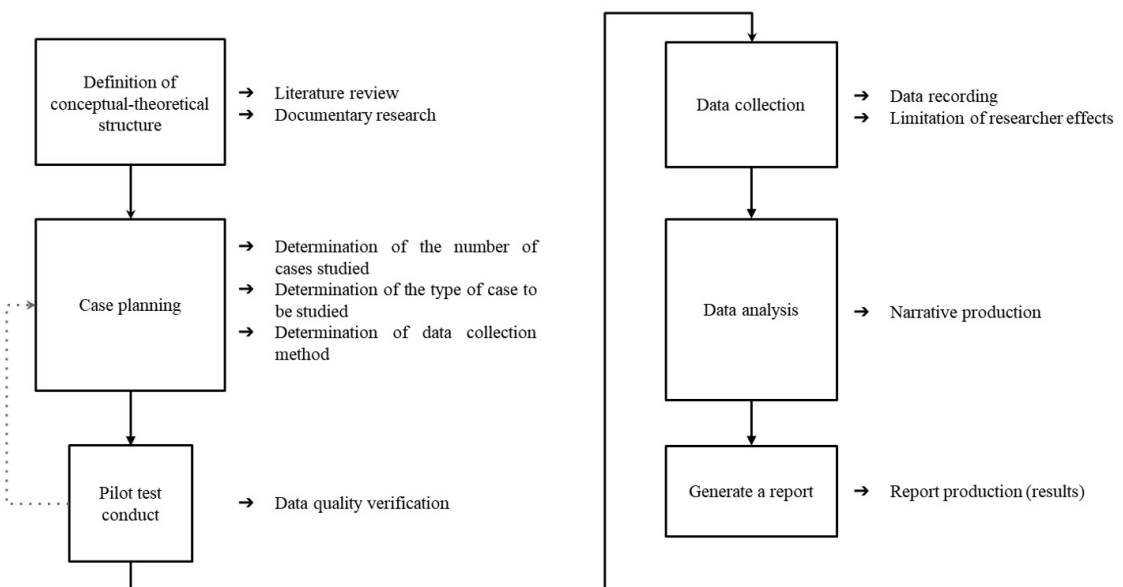 Definition of
conceptual-theoretical
structure
➔ Literature review
➔ Documentary research
Case planning
➔ Determination of the number of
cases studied
➔ Determination of the type of case to
be studied
➔ Determination of data collection
method
Pilot test
conduct
➔ Data quality verification
Data collection
➔ Data recording
➔ Limitation of researcher effects
Data analysis
➔ Narrative production
Generate a report
➔ Report production (results)